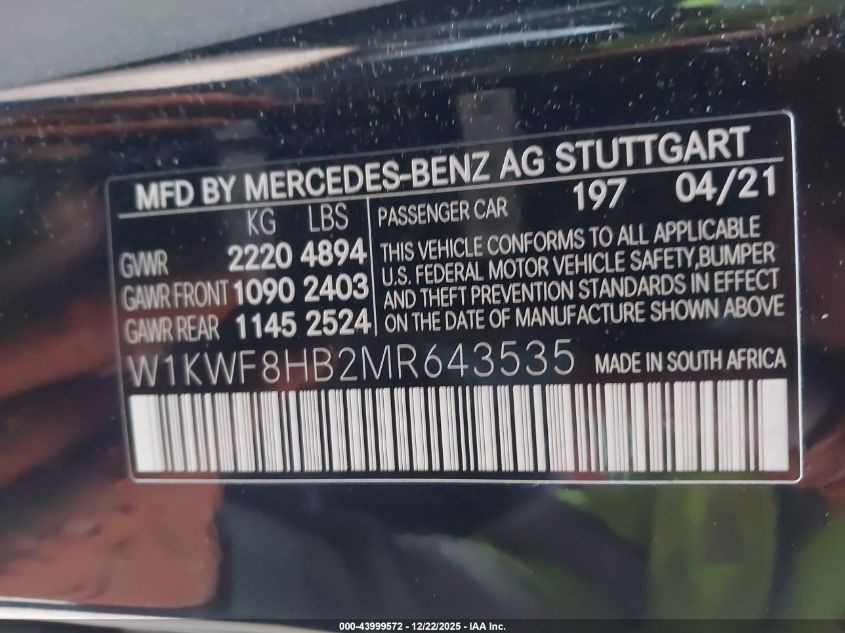 MFD BY MERCEDES-BENZ AG STUTTGART
KG LBS
GVWR 2220 4894
GAWR FRONT 1090 2403
GAWR REAR 1145 2524
PASSENGER CAR 197 04/21
THIS VEHICLE CONFORMS TO ALL APPLICABLE
U.S. FEDERAL MOTOR VEHICLE SAFETY,BUMPER
AND THEFT PREVENTION STANDARDS IN EFFECT
ON THE DATE OF MANUFACTURE SHOWN ABOVE
W1KWF8HB2MR643535 MADE IN SOUTH AFRICA
000-43999572 - 12/22/2025 - IAA Inc.